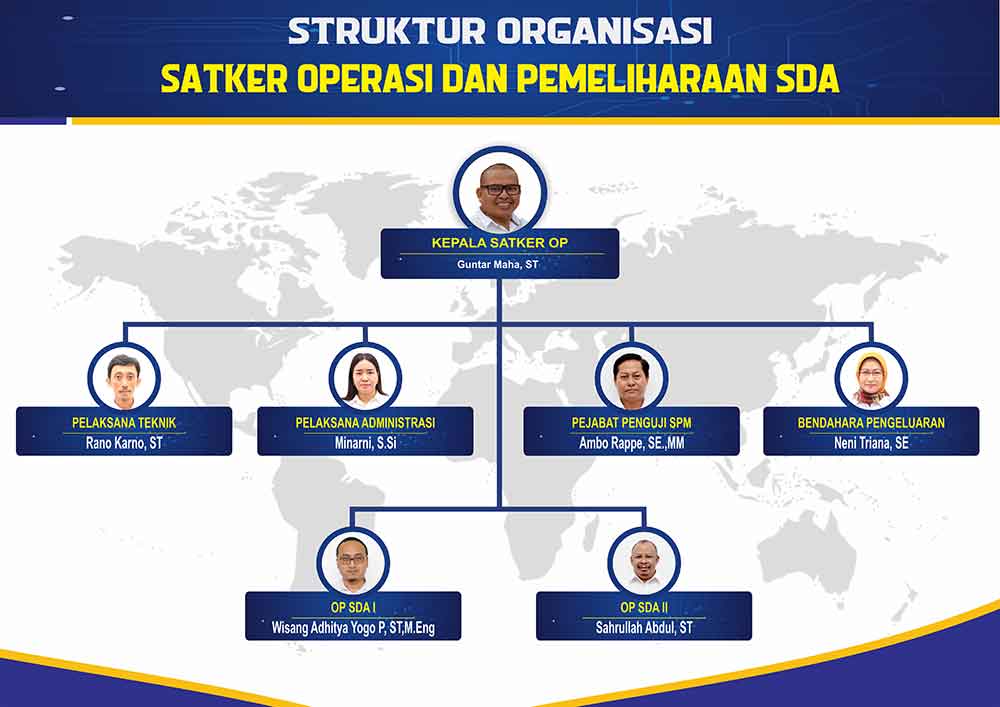 STRUKTUR ORGANISASI
SATKER OPERASI DAN PEMELIHARAAN SDA
KEPALA SATKER OP
Guntar Maha, ST
PELAKSANA TEKNIK
Rano Karno, ST
PELAKSANA ADMINISTRASI
Minarni, S.Si
PEJABAT PENGUJI SPM
Ambo Rappe, SE.,MM
BENDAHARA PENGELUARAN
Neni Triana, SE
OP SDA I
Wisang Adhitya Yogo P, ST,M.Eng
OP SDA II
Sahrullah Abdul, ST